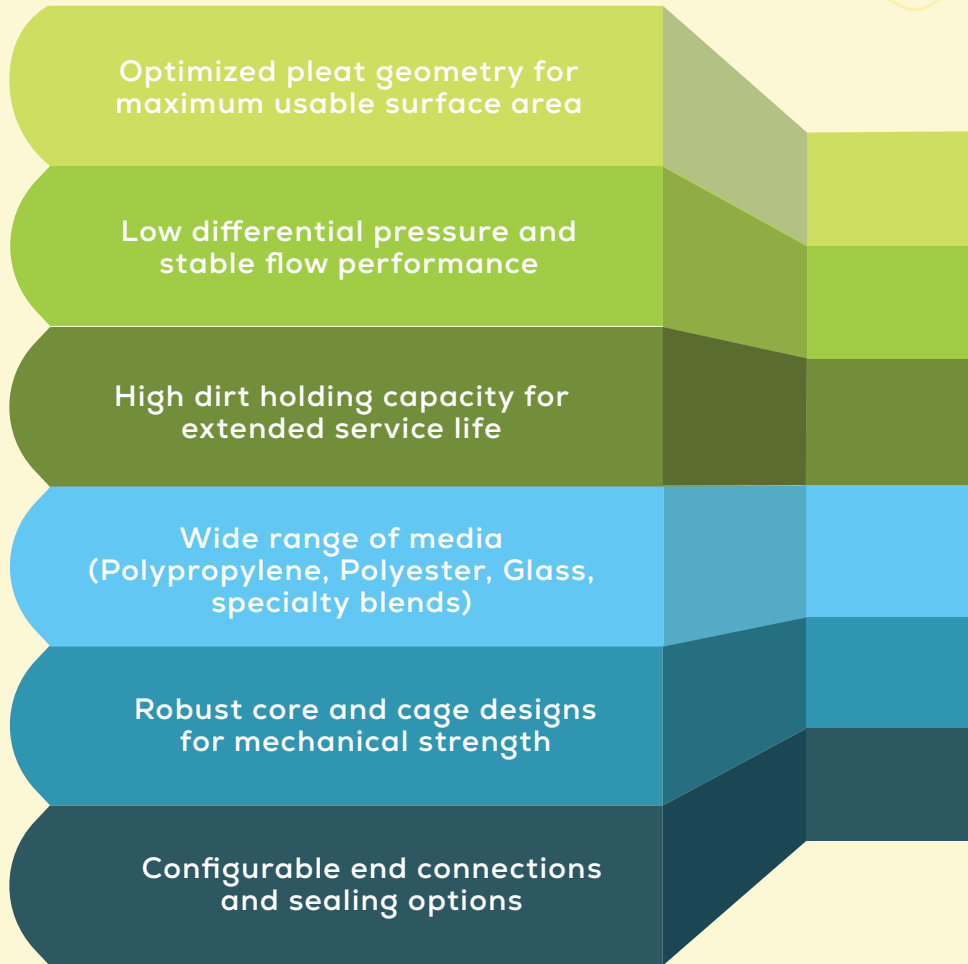 Optimized pleat geometry for
maximum usable surface area
Low differential pressure and
stable flow performance
High dirt holding capacity for
extended service life
Wide range of media
(Polypropylene, Polyester, Glass,
specialty blends)
Robust core and cage designs
for mechanical strength
Configurable end connections
and sealing options